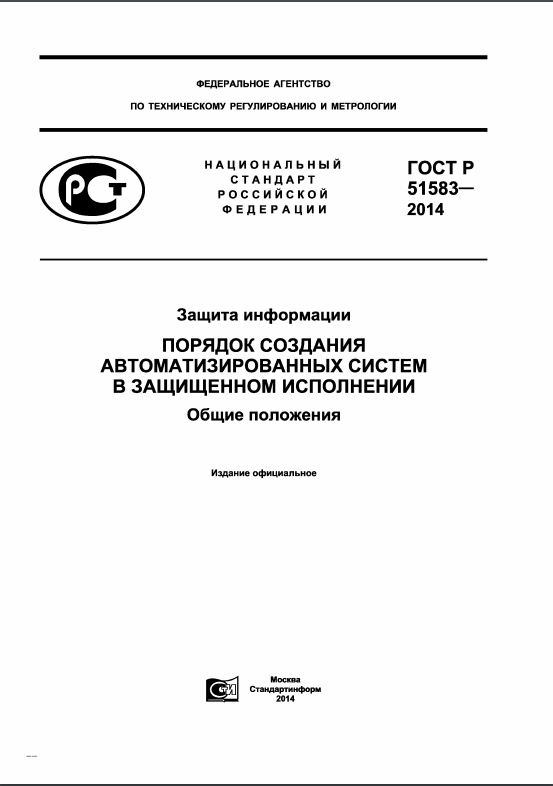 ФЕДЕРАЛЬНОЕ АГЕНТСТВО
ПО ТЕХНИЧЕСКОМУ РЕГУЛИРОВАНИЮ И МЕТРОЛОГИИ
РСТ
НАЦИОНАЛЬНЫЙ
СТАНДАРТ
РОССИЙСКОЙ
ФЕДЕРАЦИИ
ГОСТ Р
51583—
2014
Защита информации
ПОРЯДОК СОЗДАНИЯ
АВТОМАТИЗИРОВАННЫХ СИСТЕМ
В ЗАЩИЩЕННОМ ИСПОЛНЕНИИ
Общие положения
Издание официальное
Москва
Стандартинформ
2014